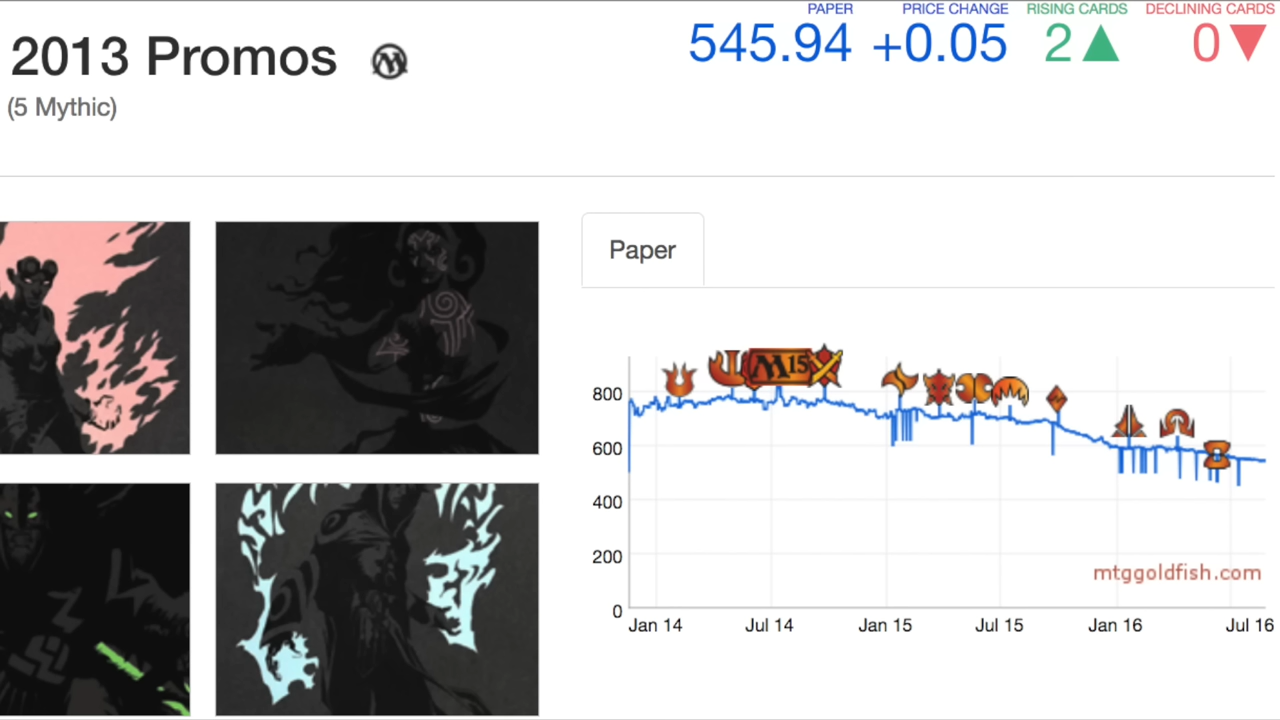 2013 Promos
(5 Mythic)
PAPER
545.94
PRICE CHANGE
+0.05
RISING CARDS
2
DECLINING CARDS
0
Paper
M15
800
600
400
200
0
mtggoldfish.com
Jan 14
Jul 14
Jan 15
Jul 15
Jan 16
Jul 16